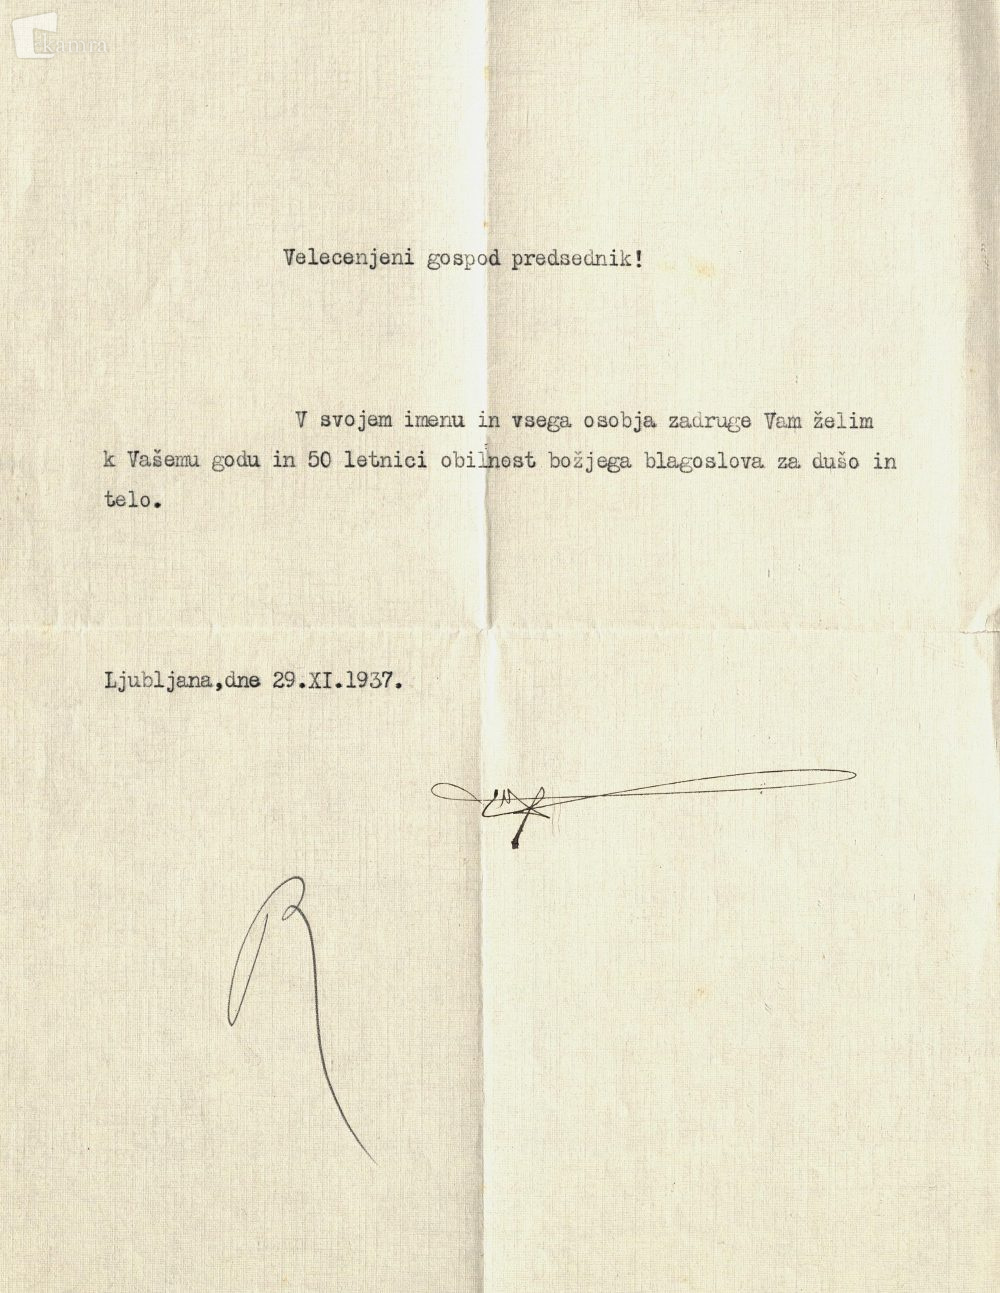 kamra
Velecenjeni gospod predsednik!
V svojem imenu in vsega osobja zadruge Vam želim
k Vašemu godu in 50 letnici obilnost božjega blagoslova za dušo in
telo.
Ljubljana,dne 29.XI.1937.